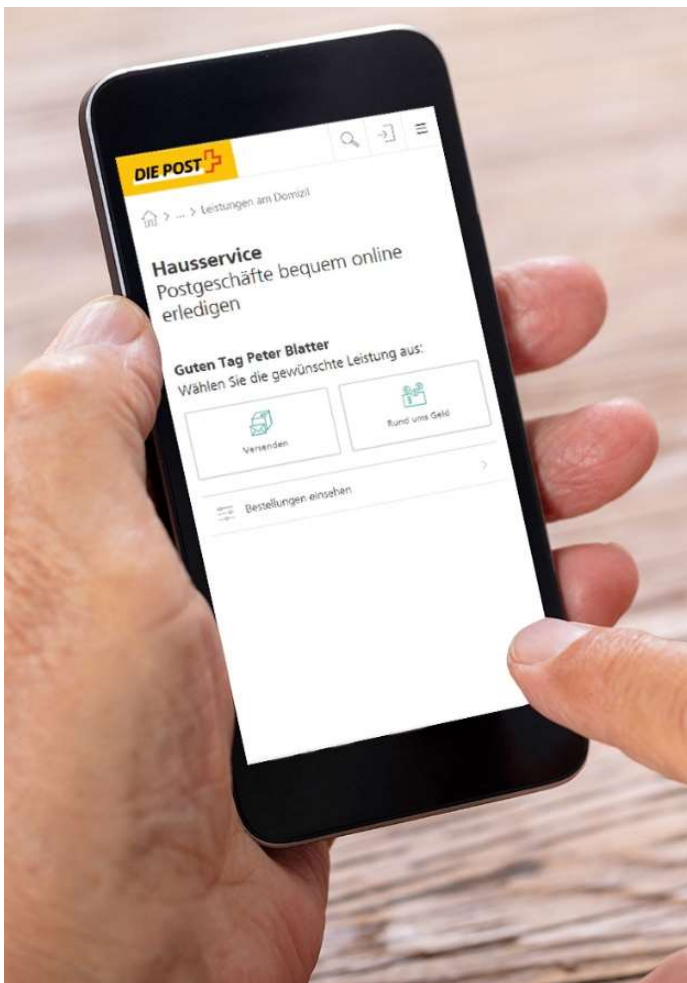 DIE POST
> ... > Leistungen am Domizil
Hausservice
Postgeschäfte bequem online
erledigen
Guten Tag Peter Blatter
Wählen Sie die gewünschte Leistung aus:
Versenden
Rund ums Geld
Bestellungen einsehen >